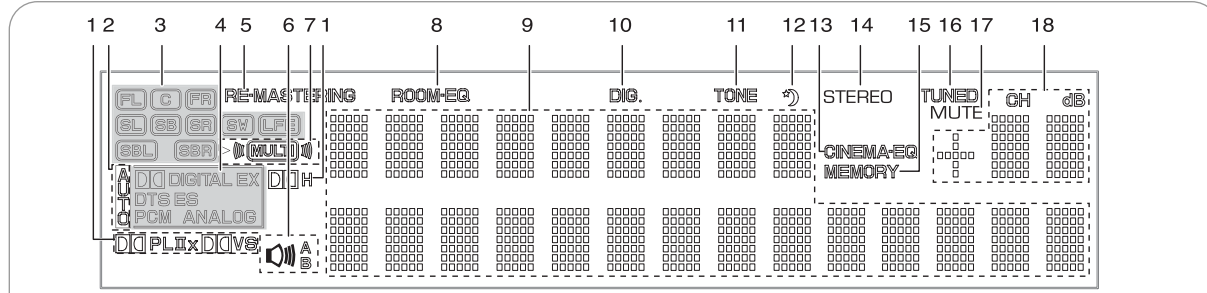 1 2 3 4 5 6 7 1 8 9 10 11 12 13 14 15 16 17 18
FL C FR RE-MASTERING ROOM-EQ DIG. TONE STEREO TUNED CH dB
MUTE
SL SB SR SW LFE
SBL SBR > MULTI CINEMA-EQ
MEMORY
AUTO
DIGITAL EX H
DTS ES
PCM ANALOG
PLIIx VS A
B